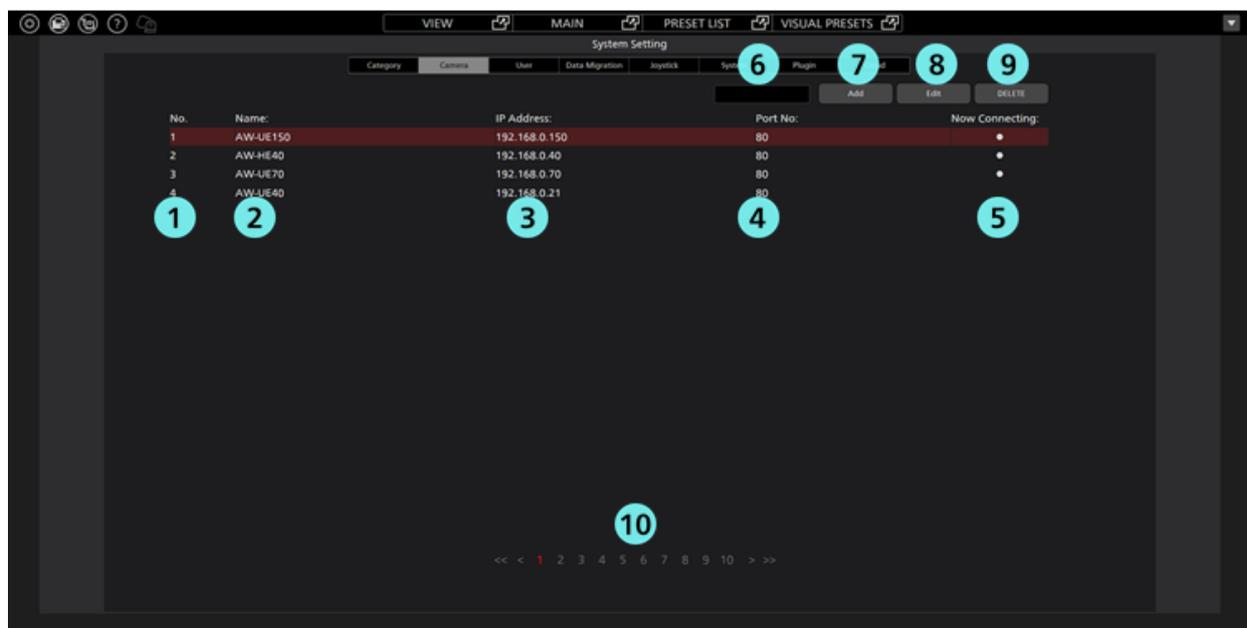 ? VIEW MAIN PRESET LIST VISUAL PRESETS
System Setting
Category Camera User Data Migration Joystick Plugin
6 7 8 9
Add Edit DELETE
No. Name: IP Address: Port No: Now Connecting:
1 AW-UE150 192.168.0.150 80
2 AW-HE40 192.168.0.40 80
3 AW-UE70 192.168.0.70 80
4 AW-UE40 192.168.0.21 80
1 2 3 4 5
10
<< < 1 2 3 4 5 6 7 8 9 10 > >>